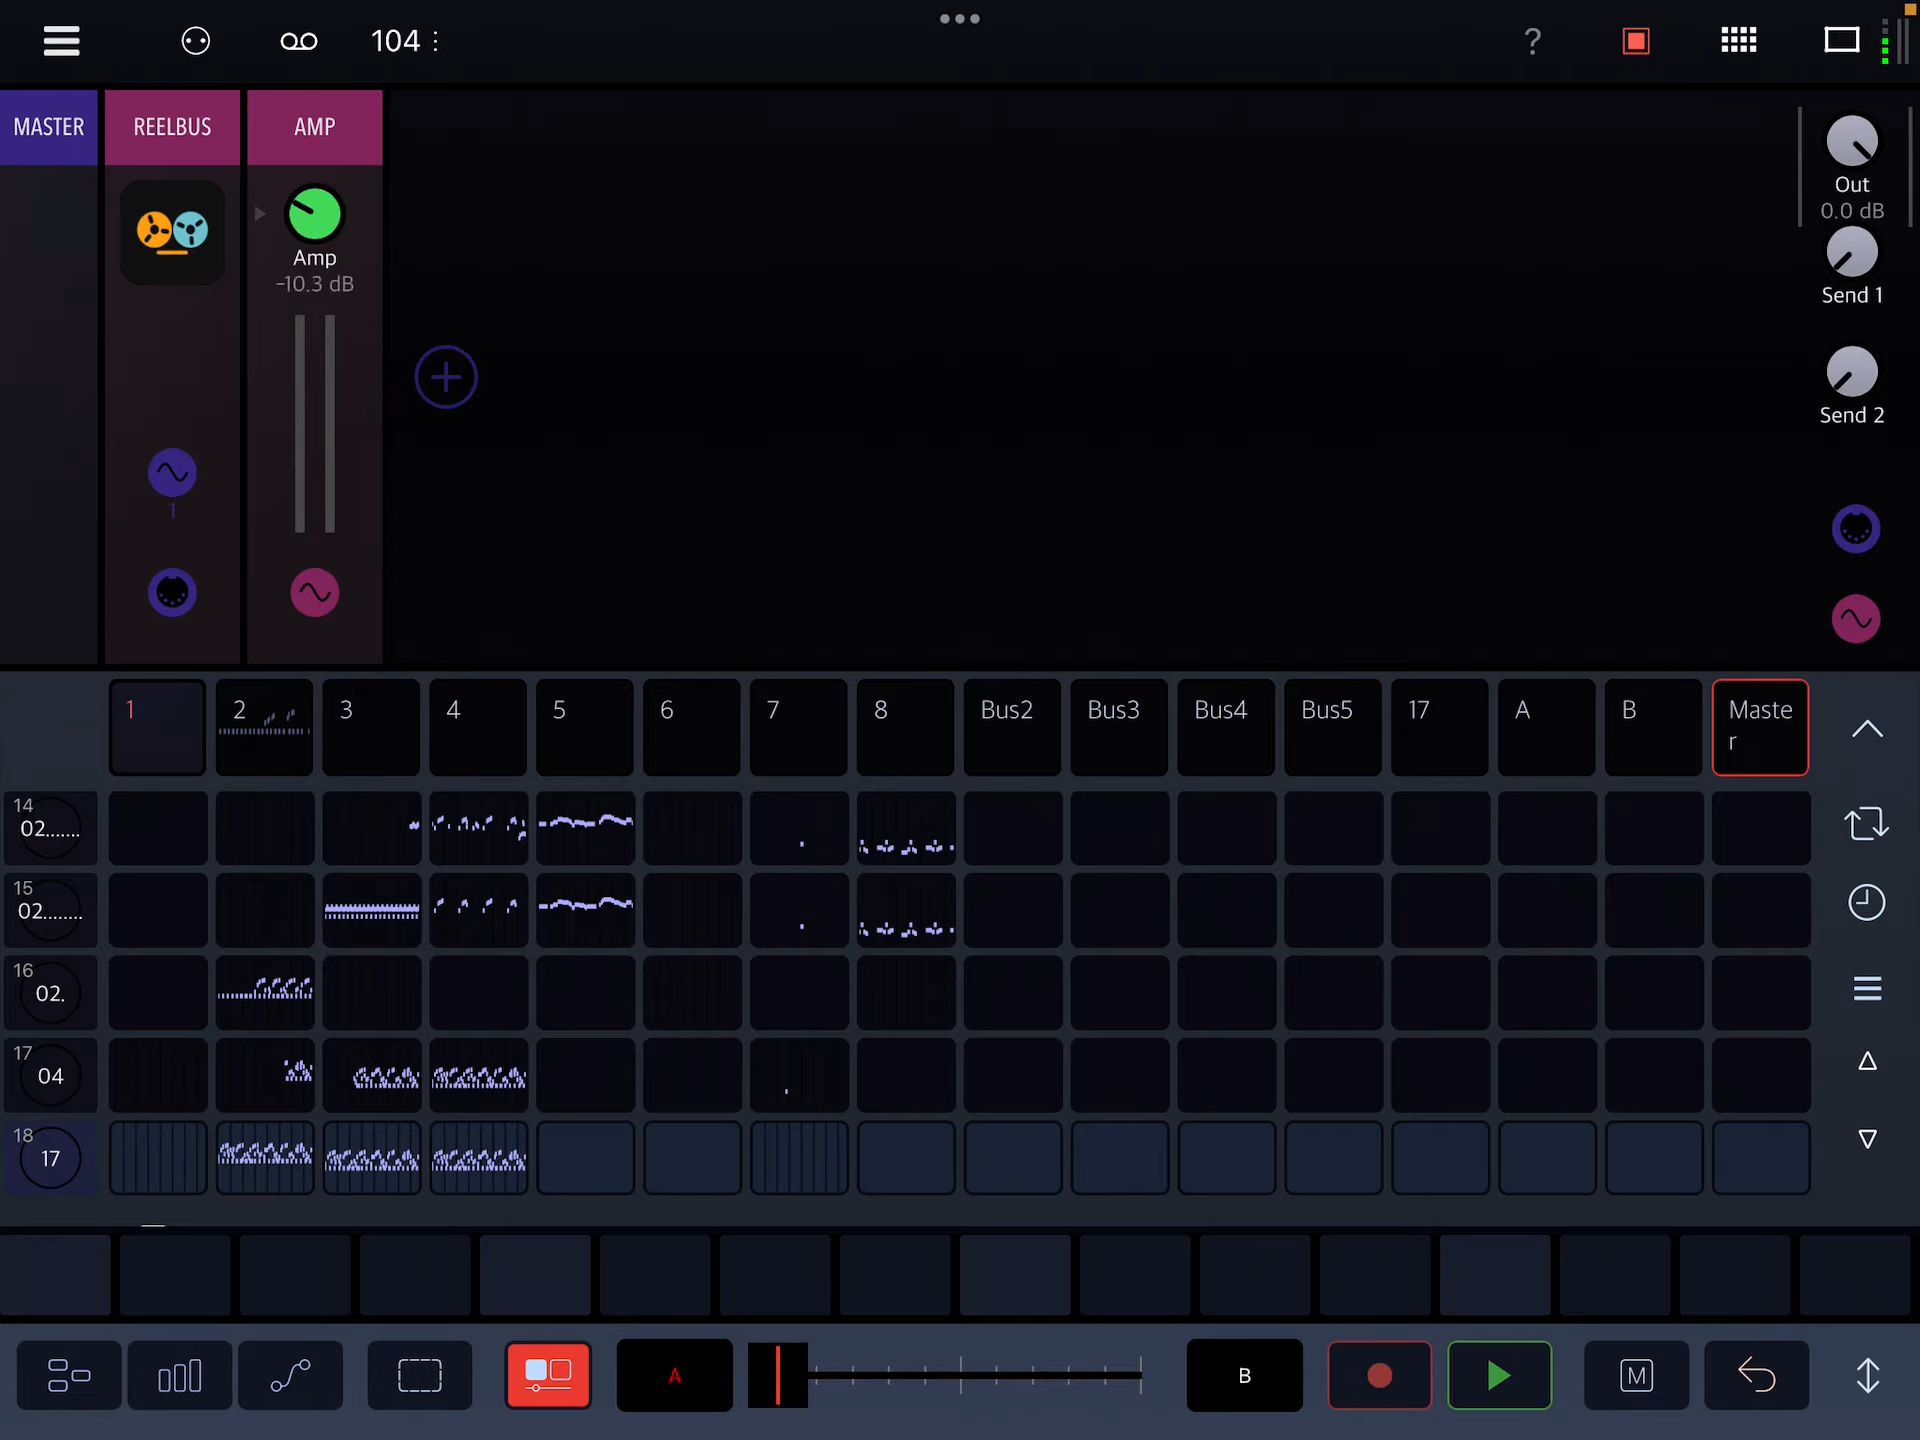 104
?
MASTER
REELBUS
AMP
Amp
-10.3 dB
1
Out
0.0 dB
Send 1
Send 2
1
2
3
4
5
6
7
8
Bus2
Bus3
Bus4
Bus5
17
A
B
Maste
r
14
02.......
15
02........
16
02.
17
04
18
17
A
B
M